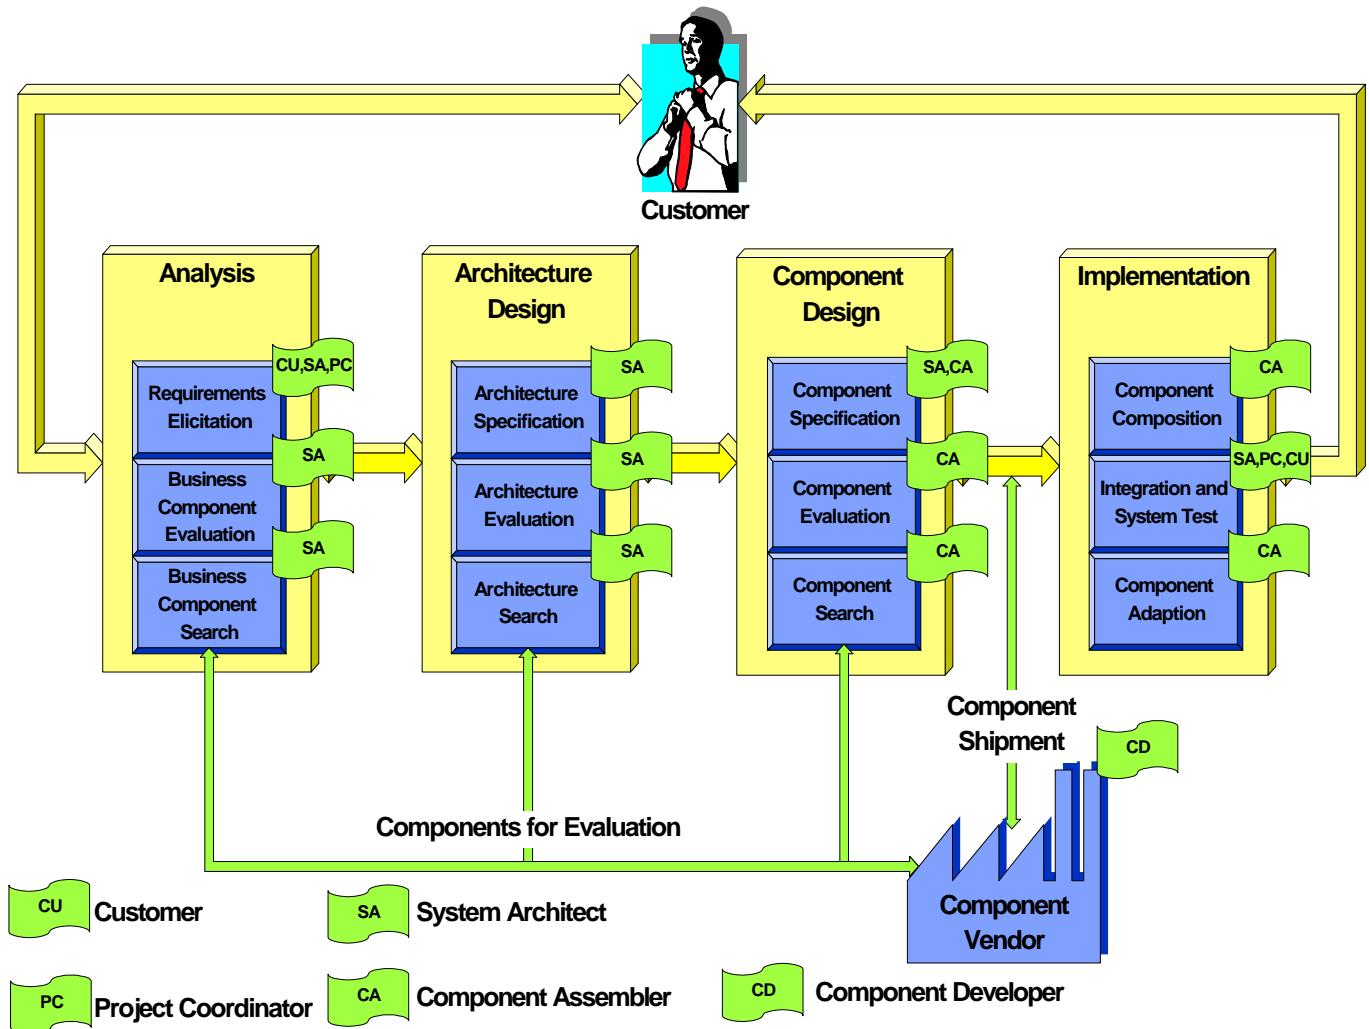 Customer
Analysis
CU,SA,PC
Requirements
Elicitation
SA
Business
Component
Evaluation
SA
Business
Component
Search
Architecture
Design
SA
Architecture
Specification
SA
Architecture
Evaluation
SA
Architecture
Search
Component
Design
SA,CA
Component
Specification
CA
Component
Evaluation
CA
Component
Search
Implementation
CA
Component
Composition
SA,PC,CU
Integration and
System Test
CA
Component
Adaption
Component
Shipment
CD
Components for Evaluation
Component
Vendor
CU Customer
SA System Architect
PC Project Coordinator
CA Component Assembler
CD Component Developer